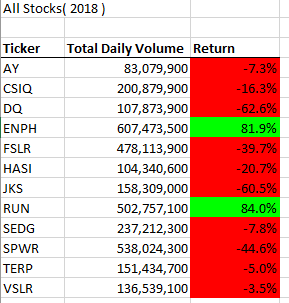 All Stocks( 2018 )
Ticker Total Daily Volume Return
AY 83,079,900 -7.3%
CSIQ 200,879,900 -16.3%
DQ 107,873,900 -62.6%
ENPH 607,473,500 81.9%
FSLR 478,113,900 -39.7%
HASI 104,340,600 -20.7%
JKS 158,309,000 -60.5%
RUN 502,757,100 84.0%
SEDG 237,212,300 -7.8%
SPWR 538,024,300 -44.6%
TERP 151,434,700 -5.0%
VSLR 136,539,100 -3.5%